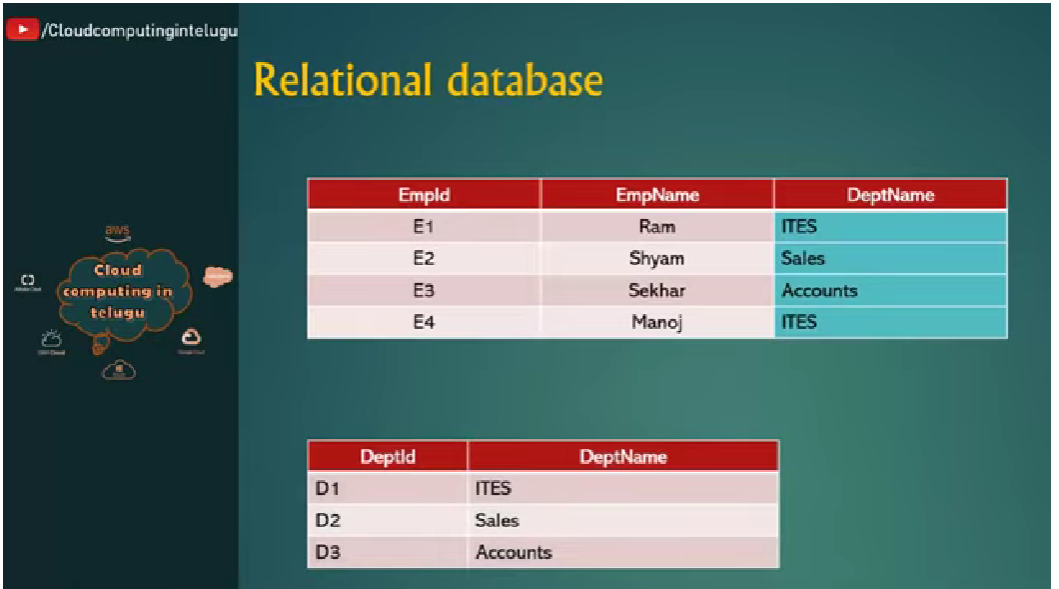 /Cloudcomputingintelugu
Relational database
EmpId EmpName DeptName
E1 Ram ITES
E2 Shyam Sales
E3 Sekhar Accounts
E4 Manoj ITES
aws
Cloud
computing in
telugu
DeptId DeptName
D1 ITES
D2 Sales
D3 Accounts